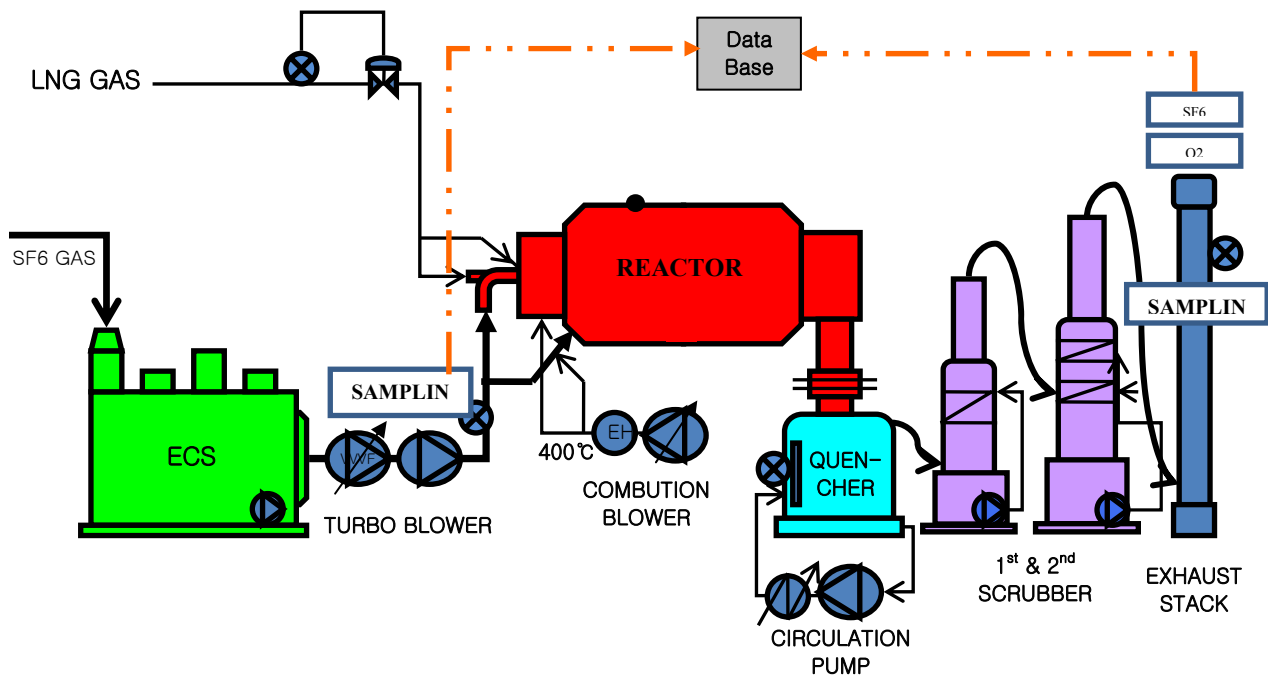 Data
Base
LNG GAS
SF6
O2
SF6 GAS
REACTOR
SAMPLIN
SAMPLIN
ECS
VVVF
EH
400℃
QUEN-
CHER
COMBUTION
BLOWER
TURBO BLOWER
1st & 2nd
SCRUBBER
EXHAUST
STACK
CIRCULATION
PUMP